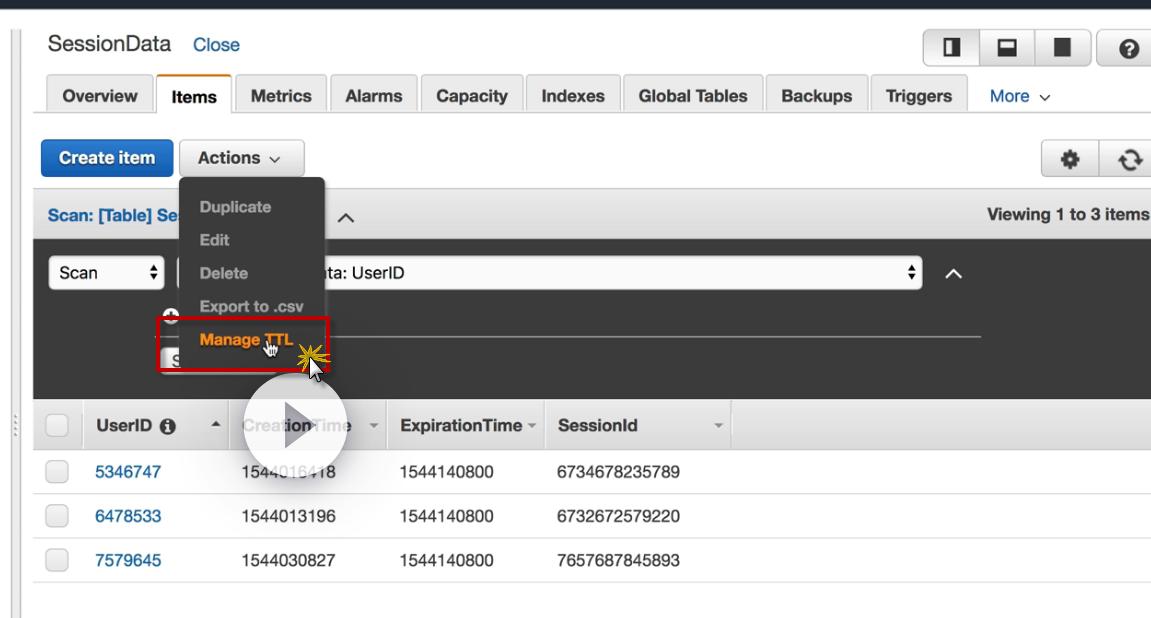 SessionData Close
Overview Items Metrics Alarms Capacity Indexes Global Tables Backups Triggers More
Create item Actions
Duplicate
Scan: [Table] Se Viewing 1 to 3 items
Edit
Scan Delete ta: UserID
Export to .csv
Manage TTL
S
UserID CreationTime ExpirationTime SessionId
5346747 1544016418 1544140800 6734678235789
6478533 1544013196 1544140800 6732672579220
7579645 1544030827 1544140800 7657687845893